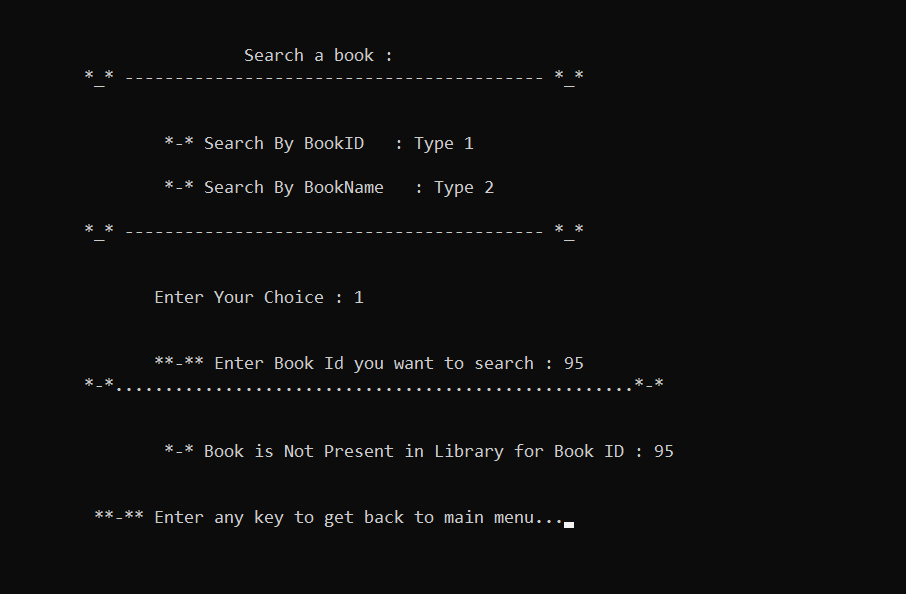 Search a book :
*_* ------------------------------------------ *_*
*-* Search By BookID   : Type 1
*-* Search By BookName   : Type 2
*_* ------------------------------------------ *_*
Enter Your Choice : 1
**-** Enter Book Id you want to search : 95
*-*....................................................*-*
*-* Book is Not Present in Library for Book ID : 95
**-** Enter any key to get back to main menu...